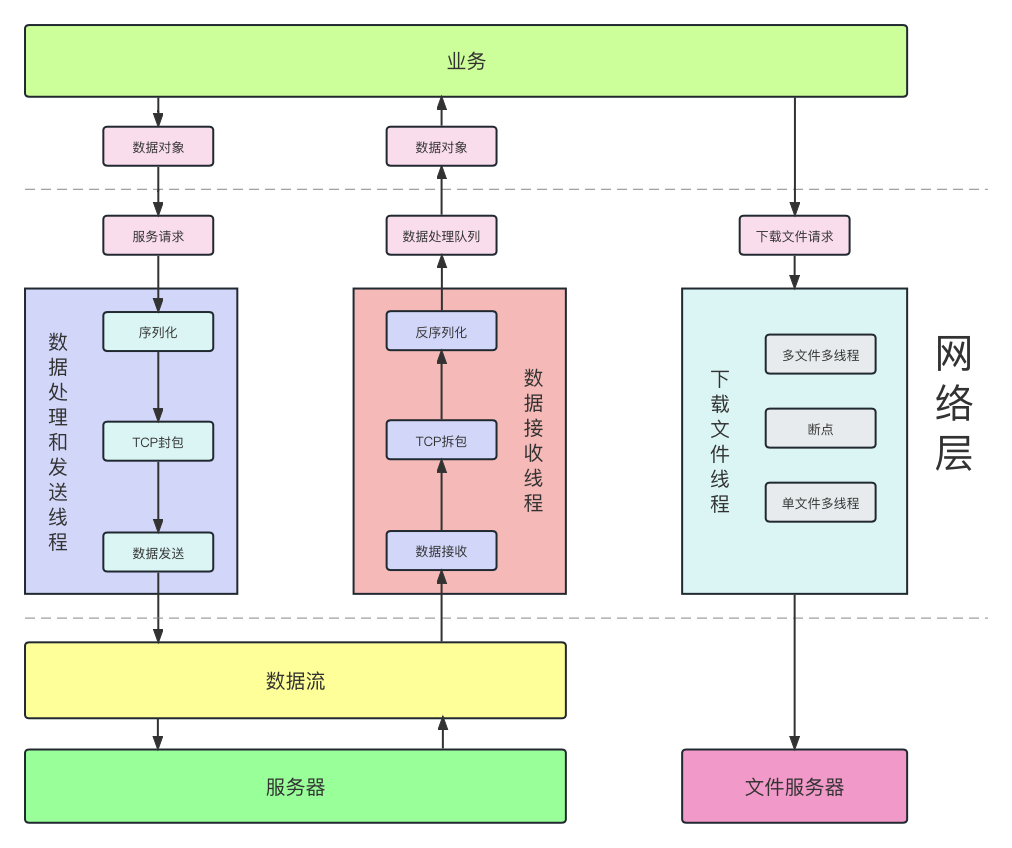 业务
数据对象
数据对象
服务请求
数据处理队列
下载文件请求
数据处理和发送线程
序列化
TCP封包
数据发送
反序列化
TCP拆包
数据接收
数据接收线程
下载文件线程
多文件多线程
断点
单文件多线程
网络层
数据流
服务器
文件服务器